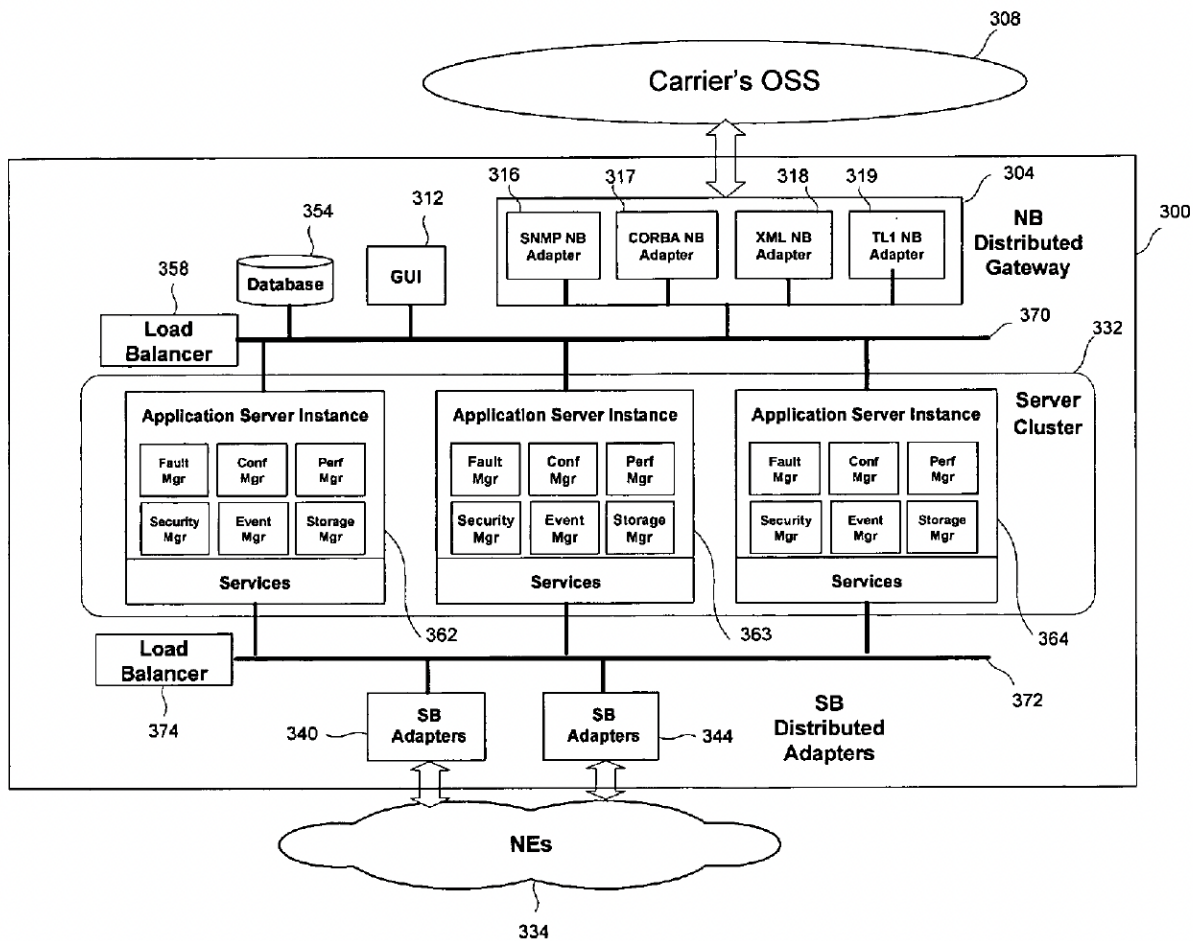 308
Carrier's OSS
316
317
318
319
304
300
354
312
358
SNMP NB
Adapter
CORBA NB
Adapter
XML NB
Adapter
TL1 NB
Adapter
NB
Distributed
Gateway
Database
GUI
Load
Balancer
370
332
Application Server Instance
Fault
Mgr
Conf
Mgr
Perf
Mgr
Security
Mgr
Event
Mgr
Storage
Mgr
Services
Application Server Instance
Fault
Mgr
Conf
Mgr
Perf
Mgr
Security
Mgr
Event
Mgr
Storage
Mgr
Services
Application Server Instance
Fault
Mgr
Conf
Mgr
Perf
Mgr
Security
Mgr
Event
Mgr
Storage
Mgr
Services
Server
Cluster
362
363
364
Load
Balancer
374
372
340
SB
Adapters
SB
Adapters
344
SB
Distributed
Adapters
NEs
334